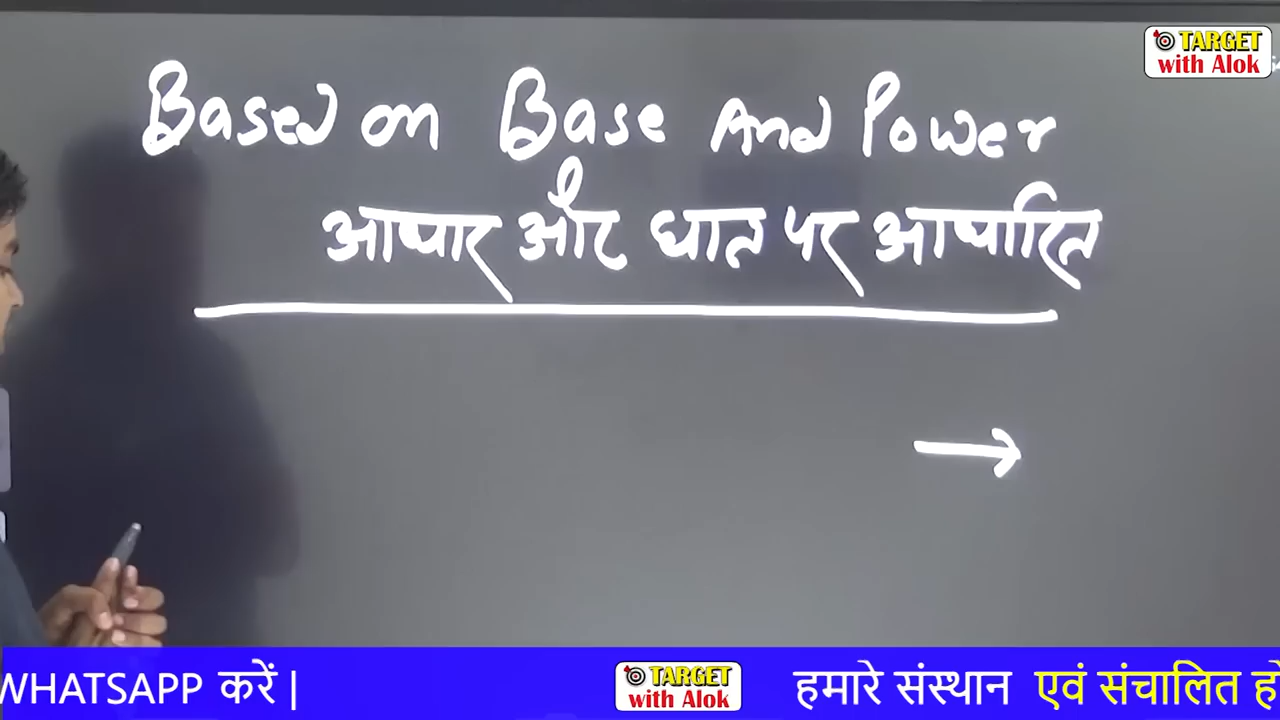 TARGET
with Alok
Based on Base And Power
आधार और घात पर आधारित
WHATSAPP करें |
TARGET
with Alok
हमारे संस्थान एवं संचालित